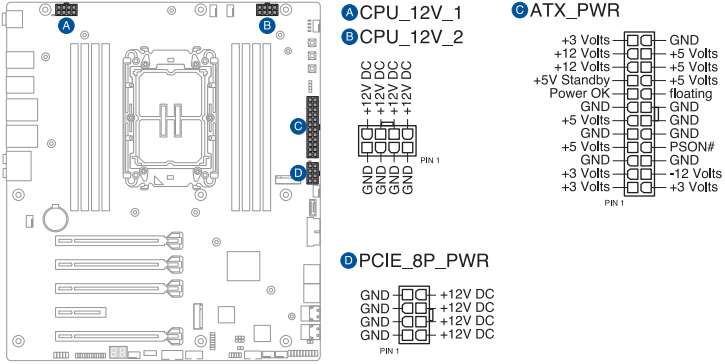 A CPU_12V_1
B CPU_12V_2
+12V DC
+12V DC
+12V DC
+12V DC
PIN 1
GND
GND
GND
GND
C ATX_PWR
+3 Volts GND
+12 Volts +5 Volts
+12 Volts +5 Volts
+5V Standby +5 Volts
Power OK floating
GND GND
+5 Volts GND
GND GND
+5 Volts PSON#
GND GND
+3 Volts -12 Volts
+3 Volts +3 Volts
PIN 1
A
B
C
D
D PCIE_8P_PWR
GND +12V DC
GND +12V DC
GND +12V DC
GND +12V DC
PIN 1